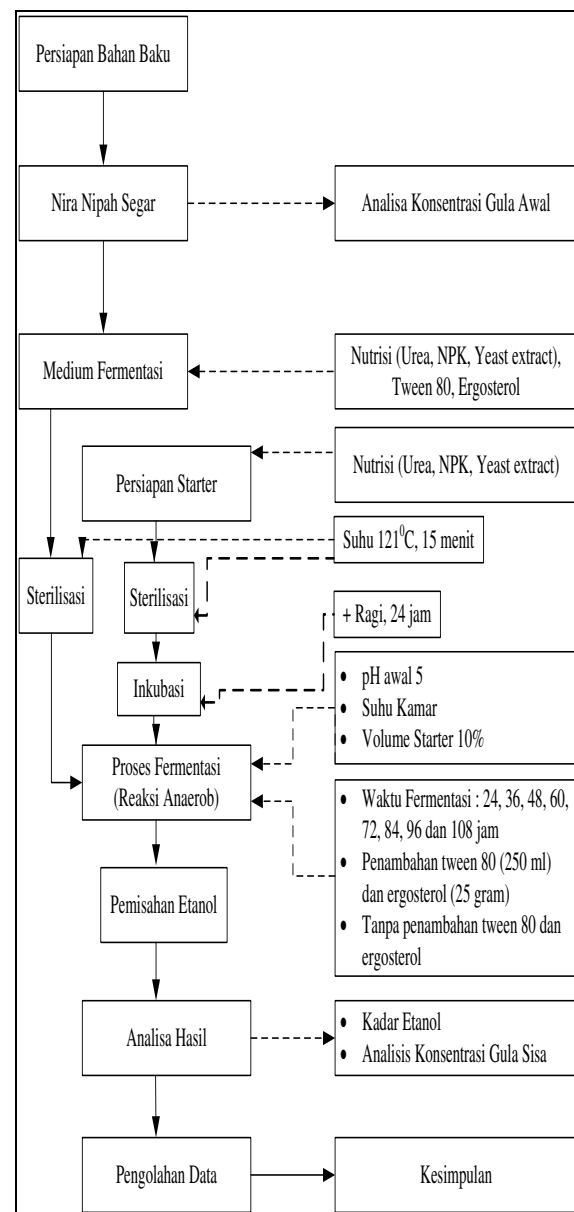 Persiapan Bahan Baku
Nira Nipah Segar
Analisa Konsentrasi Gula Awal
Medium Fermentasi
Nutrisi (Urea, NPK, Yeast extract),
Tween 80, Ergosterol
Persiapan Starter
Nutrisi (Urea, NPK, Yeast extract)
Suhu 121⁰C, 15 menit
Sterilisasi
Sterilisasi
+ Ragi, 24 jam
Inkubasi
• pH awal 5
• Suhu Kamar
• Volume Starter 10%
Proses Fermentasi
(Reaksi Anaerob)
• Waktu Fermentasi : 24, 36, 48, 60,
72, 84, 96 dan 108 jam
• Penambahan tween 80 (250 ml)
dan ergosterol (25 gram)
• Tanpa penambahan tween 80 dan
ergosterol
Pemisahan Etanol
Analisa Hasil
• Kadar Etanol
• Analisis Konsentrasi Gula Sisa
Pengolahan Data
Kesimpulan